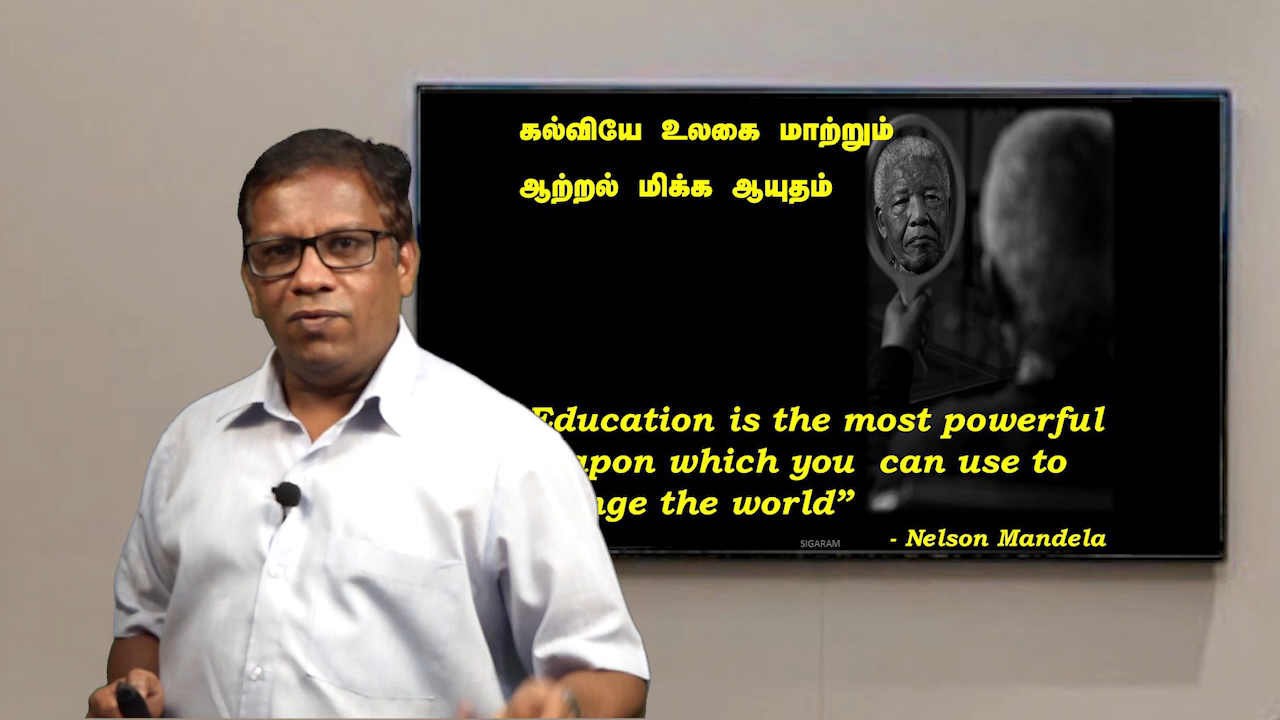 கல்வியே உலகை மாற்றும்
ஆற்றல் மிக்க ஆயுதம்
Education is the most powerful
which you can use to
the world”
- Nelson Mandela
SIGARAM